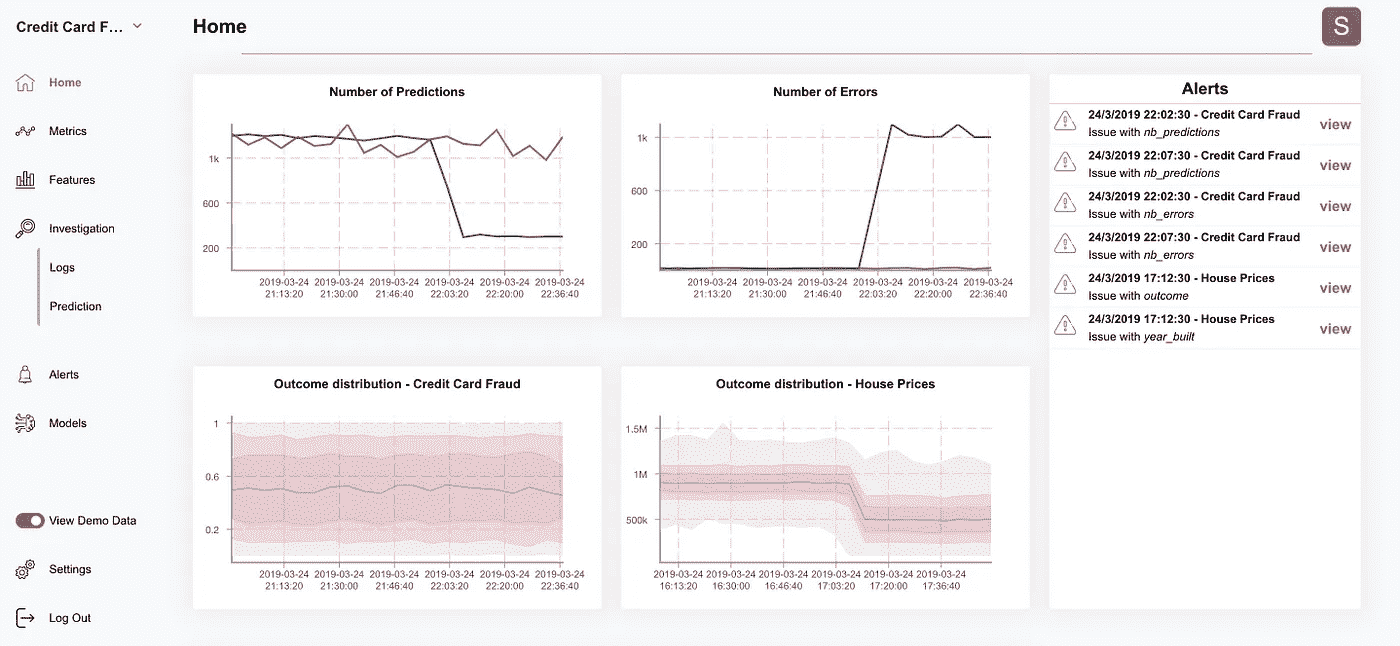 Credit Card F...
Home
S
Home
Metrics
Features
Investigation
Logs
Prediction
Alerts
Models
View Demo Data
Settings
Log Out
Number of Predictions
1k
600
200
2019-03-24 2019-03-24 2019-03-24 2019-03-24 2019-03-24 2019-03-24
21:13:20 21:30:00 21:46:40 22:03:20 22:20:00 22:36:40
Number of Errors
1k
600
200
2019-03-24 2019-03-24 2019-03-24 2019-03-24 2019-03-24 2019-03-24
21:13:20 21:30:00 21:46:40 22:03:20 22:20:00 22:36:40
Outcome distribution - Credit Card Fraud
1
0.6
0.2
2019-03-24 2019-03-24 2019-03-24 2019-03-24 2019-03-24 2019-03-24
21:13:20 21:30:00 21:46:40 22:03:20 22:20:00 22:36:40
Outcome distribution - House Prices
1.5M
1M
500k
2019-03-24 2019-03-24 2019-03-24 2019-03-24 2019-03-24 2019-03-24
16:13:20 16:30:00 16:46:40 17:03:20 17:20:00 17:36:40
Alerts
24/3/2019 22:02:30 - Credit Card Fraud
Issue with nb_predictions
view
24/3/2019 22:07:30 - Credit Card Fraud
Issue with nb_predictions
view
24/3/2019 22:02:30 - Credit Card Fraud
Issue with nb_errors
view
24/3/2019 22:07:30 - Credit Card Fraud
Issue with nb_errors
view
24/3/2019 17:12:30 - House Prices
Issue with outcome
view
24/3/2019 17:12:30 - House Prices
Issue with year_built
view